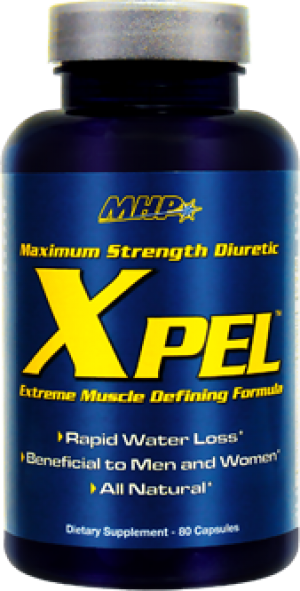 MHP
Maximum Strength Diuretic
XPEL™
Extreme Muscle Defining Formula
Rapid Water Loss*
Beneficial to Men and Women*
All Natural*
Dietary Supplement - 80 Capsules